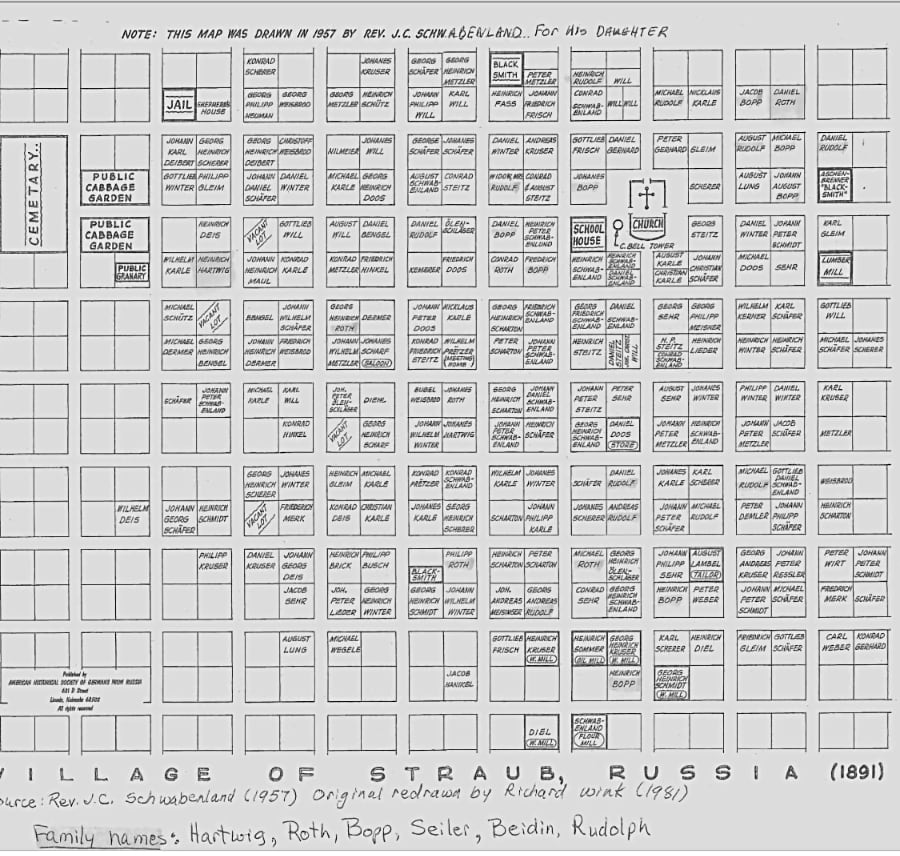 NOTE: THIS MAP WAS DRAWN IN 1957 BY REV. J.C. SCHWABENLAND.. FOR HIS DAUGHTER
KONRAD SCHERER
JOHANES KRUSER
GEORG SCHÄFER
GEORG HEINRICH METZLER
BLACK SMITH
PETER METZLER
HEINRICH RUDOLF
WILL
JAIL
SHEPHERD'S HOUSE
GEORG PHILIPP NEUMAN
GEORG WEISBROD
GEORG METZLER
HEINRICH SCHÜTZ
JOHANN PHILIPP WILL
KARL WILL
HEINRICH FASS
JOHANN FRIEDRICH FRISCH
CONRAD SCHWAB-ENLAND
WILL
WILL
MICHAEL RUDOLF
NICKLAUS KARLE
JACOB BOPP
DANIEL ROTH
CEMETARY..
JOHANN KARL DEIBERT
GEORG HEINRICH SCHERER
GEORG HEINRICH DEIBERT
CHRISTOFF WEISBROD
NILMEIER
JOHANES WILL
GEORGE SCHÄFER
JOHANES SCHÄFER
DANIEL WINTER
ANDREAS KRUSER
GOTTLIEB FRISCH
DANIEL GERHARD
PETER GERHARD
GLEIM
AUGUST RUDOLF
MICHAEL BOPP
DANIEL RUDOLF
PUBLIC CABBAGE GARDEN
GOTTLIEB WINTER
PHILIPP GLEIM
JOHANN DANIEL SCHÄFER
DANIEL WINTER
MICHAEL KARLE
GEORG HEINRICH DOOS
AUGUST SCHWAB-ENLAND
CONRAD STEITZ
WIDOW, MRS RUDOLF
CONRAD & AUGUST STEITZ
JOHANES BOPP
SCHERER
AUGUST LUNG
JOHANN AUGUST BOPP
ASCHEN-BRENNER "BLACK-SMITH"
PUBLIC CABBAGE GARDEN
HEINRICH DEIS
VACANT LOT
GOTTLIEB WILL
AUGUST WILL
DANIEL BENGEL
DANIEL RUDOLF
ÖLEN-SCHLÄGER
DANIEL BOPP
HEINRICH PETER SCHWAB-ENLUND
SCHOOL HOUSE
CHURCH
C. BELL TOWER
GEORG STEITZ
DANIEL WINTER
JOHANN PETER SCHMIDT
KARL GLEIM
PUBLIC GRANARY
WILHELM KARLE
HEINRICH HARTWIG
JOHANN HEINRICH MAUL
KONRAD KARLE
KONRAD METZLER
FRIEDRICH HINKEL
KEHERER
FRIEDRICH DOOS
CONRAD ROTH
FRIEDRICH BOPP
HEINRICH SCHWAB-ENLAND
HEINRICH SCHWAB-ENLAND
DANIEL SCHWAB-ENLAND
AUGUST KARLE
CHRISTIAN KARLE
JOHANN CHRISTIAN SCHÄFER
MICHAEL DOOS
SEHR
LUMBER MILL
MICHAEL SCHÜTZ
VACANT LOT
BENGEL
JOHANN WILHELM SCHÄFER
GEORG HEINRICH ROTH
DERMER
JOHANN PETER DOOS
NICKLAUS KARLE
GEORG HEINRICH SCHARTON
FRIEDRICH SCHWAB-ENLAND
GEORG FRIEDRICH SCHWAB-ENLAND
DANIEL SCHWAB-ENLAND
GEORG SEHR
GEORG PHILIPP MEISNER
WILHELM KERNER
KARL SCHÄFER
GOTTLIEB WILL
MICHAEL DERMER
GEORG HEINRICH BENGEL
JOHANN HEINRICH DERMER
FRIEDRICH WEISBROD
JOHANN WILHELM METZLER
JOHANES SCHARF (SALOON)
KONRAD FRIEDRICH STEITZ
WILHELM PRETZER (MEETING HOME)
PETER SCHARTON
JOHANN PETER SCHWAB-ENLAND
HEINRICH STEITZ
DANIEL STEITZ
WILL
H.P. STEITZ
CONRAD SCHWAB-ENLAND
HEINRICH LIEDER
HEINRICH WINTER
HEINRICH SCHÄFER
MICHAEL SCHÄFER
JOHANES SCHERER
SCHÄFER
JOHANN PETER SCHWAB-ENLAND
MICHAEL KARLE
KARL WILL
JOH. PETER ÖLEN-SCHLÄGER
DIEHL
BUBEL WEISBROD
JOHANES ROTH
GEORG HEINRICH SCHARTON
JOHANN DANIEL SCHWAB-ENLAND
JOHANN PETER STEITZ
PETER SEHR
AUGUST SEHR
JOHANES WINTER
PHILIPP WINTER
DANIEL WINTER
KARL KRUSER
KONRAD HINKEL
VACANT LOT
GEORG HEINRICH SCHARF
JOHANN WILHELM WINTER
JOHANES HARTWIG
JOHANN PETER SCHWAB-ENLAND
HEINRICH SCHÄFER
GEORG HEINRICH SCHWAB-ENLAND
DANIEL DOOS (STORE)
JOHANN PETER METZLER
HEINRICH SCHWAB-ENLAND
JOHANN PETER METZLER
JACOB SCHÄFER
METZLER
GEORG HEINRICH SCHERER
JOHANES WINTER
HEINRICH GLEIM
MICHAEL KARLE
KONRAD PRETZER
KONRAD SCHWAB-ENLAND
WILHELM KARLE
JOHANES WINTER
SCHÄFER
DANIEL RUDOLF
JOHANES KARLE
KARL SCHERER
MICHAEL RUDOLF
GOTTLIEB DANIEL SCHWAB-ENLAND
WEISBROD
WILHELM DEIS
JOHANN GEORG SCHÄFER
HEINRICH SCHMIDT
VACANT LOT
FRIEDERICH MERK
KONRAD DEIS
CHRISTIAN KARLE
JOHANES KARLE
GEORG HEINRICH SCHERER
SCHARTON
JOHANN PHILIPP KARLE
JOHANES SCHERER
ANDREAS RUDOLF
JOHANN PETER SCHÄFER
MICHAEL RUDOLF
PETER DEMLER
JOHANN PHILIPP SCHÄFER
HEINRICH SCHARTON
PHILIPP KRUSER
DANIEL KRUSER
JOHANN GEORG DEIS
HEINRICH BRICK
PHILIPP BUSCH
BLACK-SMITH
PHILIPP ROTH
HEINRICH SCHARTON
PETER SCHARTON
MICHAEL ROTH
GEORG HEINRICH ÖLEN-SCHLÄGER
JOHANN PHILIPP SEHR
AUGUST LAMBEL (TAILOR)
GEORG ANDREAS KRUSER
JOHANN PETER RESSLER
PETER WIRT
JOHANN PETER SCHMIDT
JACOB SEHR
JOH. PETER LIEDER
GEORG HEINRICH WINTER
GEORG HEINRICH SCHMIDT
JOHANN WILHELM WINTER
JOH. ANDREAS MEISINGER
GEORG ANDREAS RUDOLF
CONRAD SEHR
GEORG HEINRICH SCHWAB-ENLAND
HEINRICH BOPP
PETER WEBER
JOHANN PETER SCHMIDT
MICHAEL SCHÄFER
FRIEDRICH MERK
SCHÄFER
AUGUST LUNG
MICHAEL WEGELE
GOTTLIEB FRISCH
HEINRICH KRUSER (W. MILL)
HEINRICH SOMMER (OIL MILL)
GEORG HEINRICH KRUSER (W. MILL)
KARL SCHERER
HEINRICH DIEL
FRIEDRICH GLEIM
GOTTLIEB SCHÄFER
CARL WEBER
KONRAD GERHARD
Published by
AMERICAN HISTORICAL SOCIETY OF GERMANS FROM RUSSIA
631 D Street
Lincoln, Nebraska 68502
All rights reserved
JACOB HANIKEL
HEINRICH BOPP
GEORG HEINRICH SCHMIDT (W. MILL)
DIEL (W. MILL)
SCHWAB-ENLAND FLOUR MILL
VILLAGE OF STRAUB, RUSSIA (1891)
ource: Rev. J.C. Schwabenland (1957) Original redrawn by Richard Wink (1981)
Family names: Hartwig, Roth, Bopp, Seiler, Beidin, Rudolph